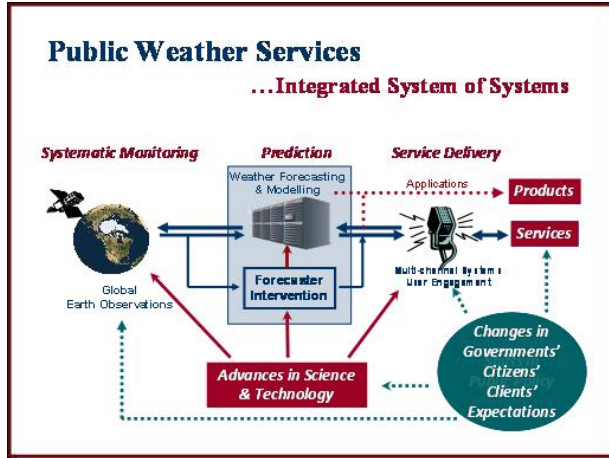 Public Weather Services
...Integrated System of Systems
Systematic Monitoring
Prediction
Service Delivery
Weather Forecasting
& Modelling
Applications
Products
Services
Global
Earth Observations
Forecaster
Intervention
Multi-channel Systems
User Engagement
Advances in Science
& Technology
Changes in
Governments’
Citizens’
Clients’
Expectations